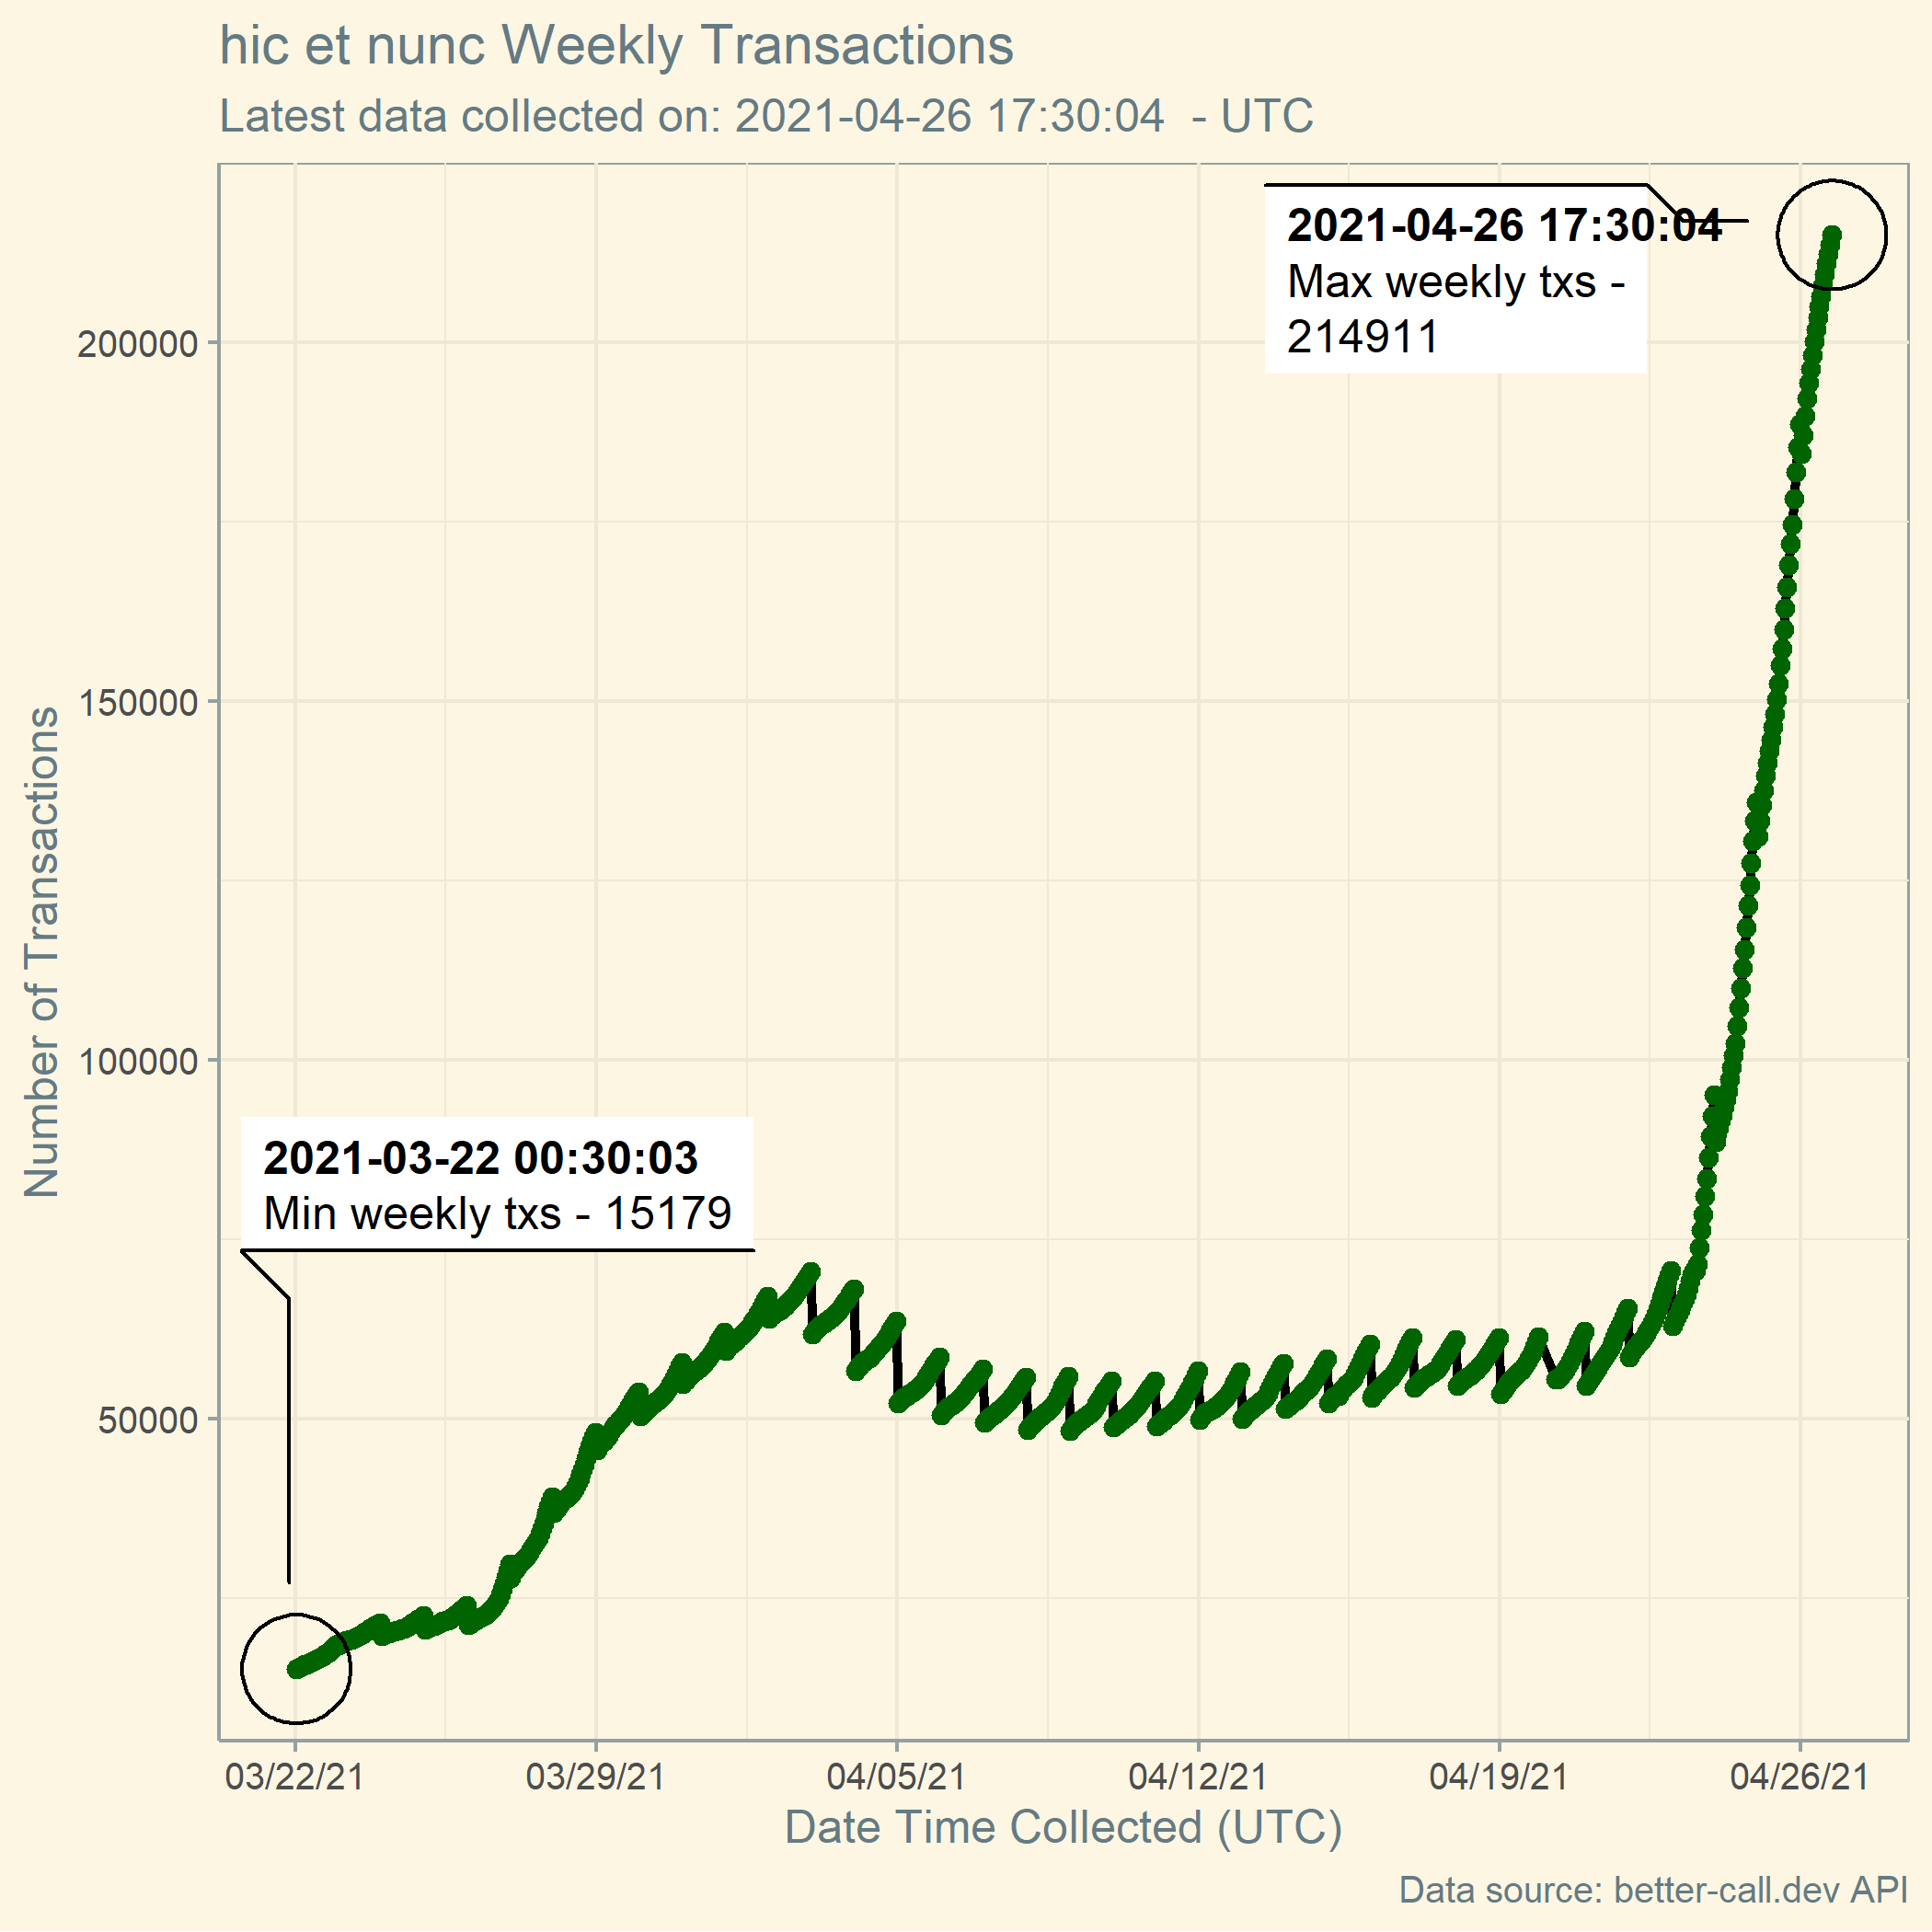 hic et nunc Weekly Transactions
Latest data collected on: 2021-04-26 17:30:04  - UTC
2021-04-26 17:30:04
Max weekly txs -
214911
200000
150000
100000
50000
Number of Transactions
2021-03-22 00:30:03
Min weekly txs - 15179
03/22/21 03/29/21 04/05/21 04/12/21 04/19/21 04/26/21
Date Time Collected (UTC)
Data source: better-call.dev API